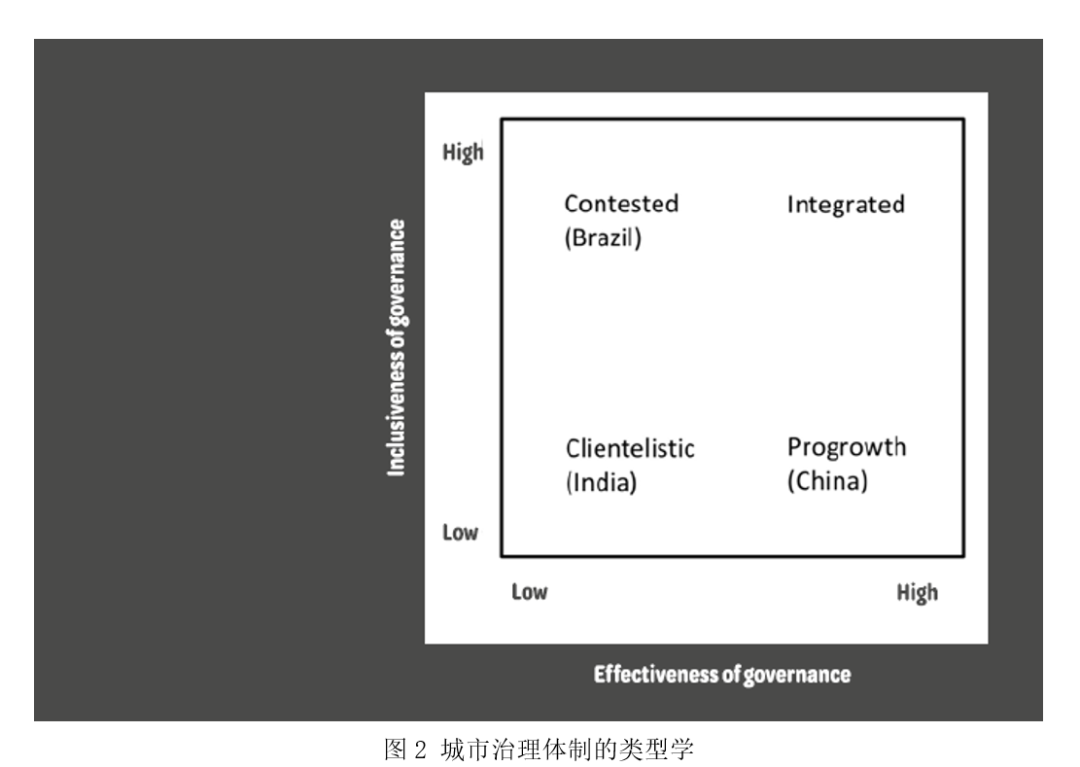 High
Contested
(Brazil)
Integrated
Inclusiveness of governance
Clientelistic
(India)
Progrowth
(China)
Low
Low
High
Effectiveness of governance
图 2 城市治理体制的类型学